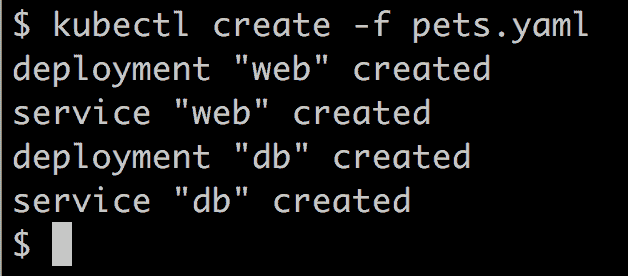 $ kubectl create -f pets.yaml
deployment "web" created
service "web" created
deployment "db" created
service "db" created
$